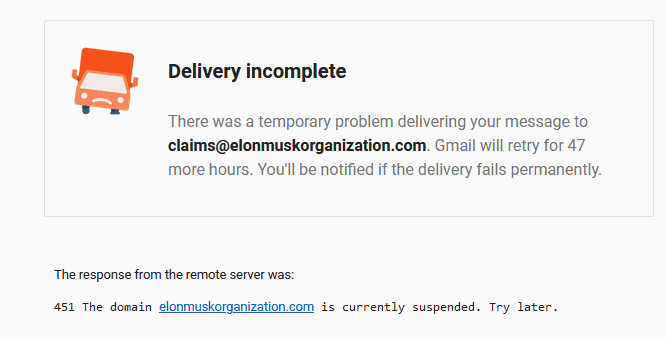 Delivery incomplete
There was a temporary problem delivering your message to
claims@elonmuskorganization.com. Gmail will retry for 47
more hours. You'll be notified if the delivery fails permanently.
The response from the remote server was:
451 The domain elonmuskorganization.com is currently suspended. Try later.